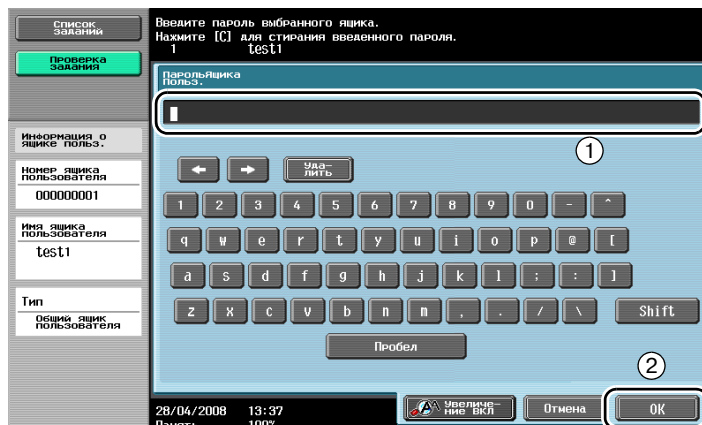 Список
заданий
Проверка
задания
Информация о
ящике польз.
Номер ящика
пользователя
000000001
Имя ящика
пользователя
test1
Тип
Общий ящик
пользователя
Введите пароль выбранного ящика.
Нажмите [C] для стирания введенного пароля.
1 test1
ПарольЯщика
Польз.
1
← → Уда-
лить
1 2 3 4 5 6 7 8 9 0 - ^
q w e r t y u i o p @ [
a s d f g h j k l ; : ]
z x c v b n m , . / \ Shift
Пробел
2
Увеличе-
ние ВКЛ
Отмена
OK
28/04/2008 13:37
Память: 100%